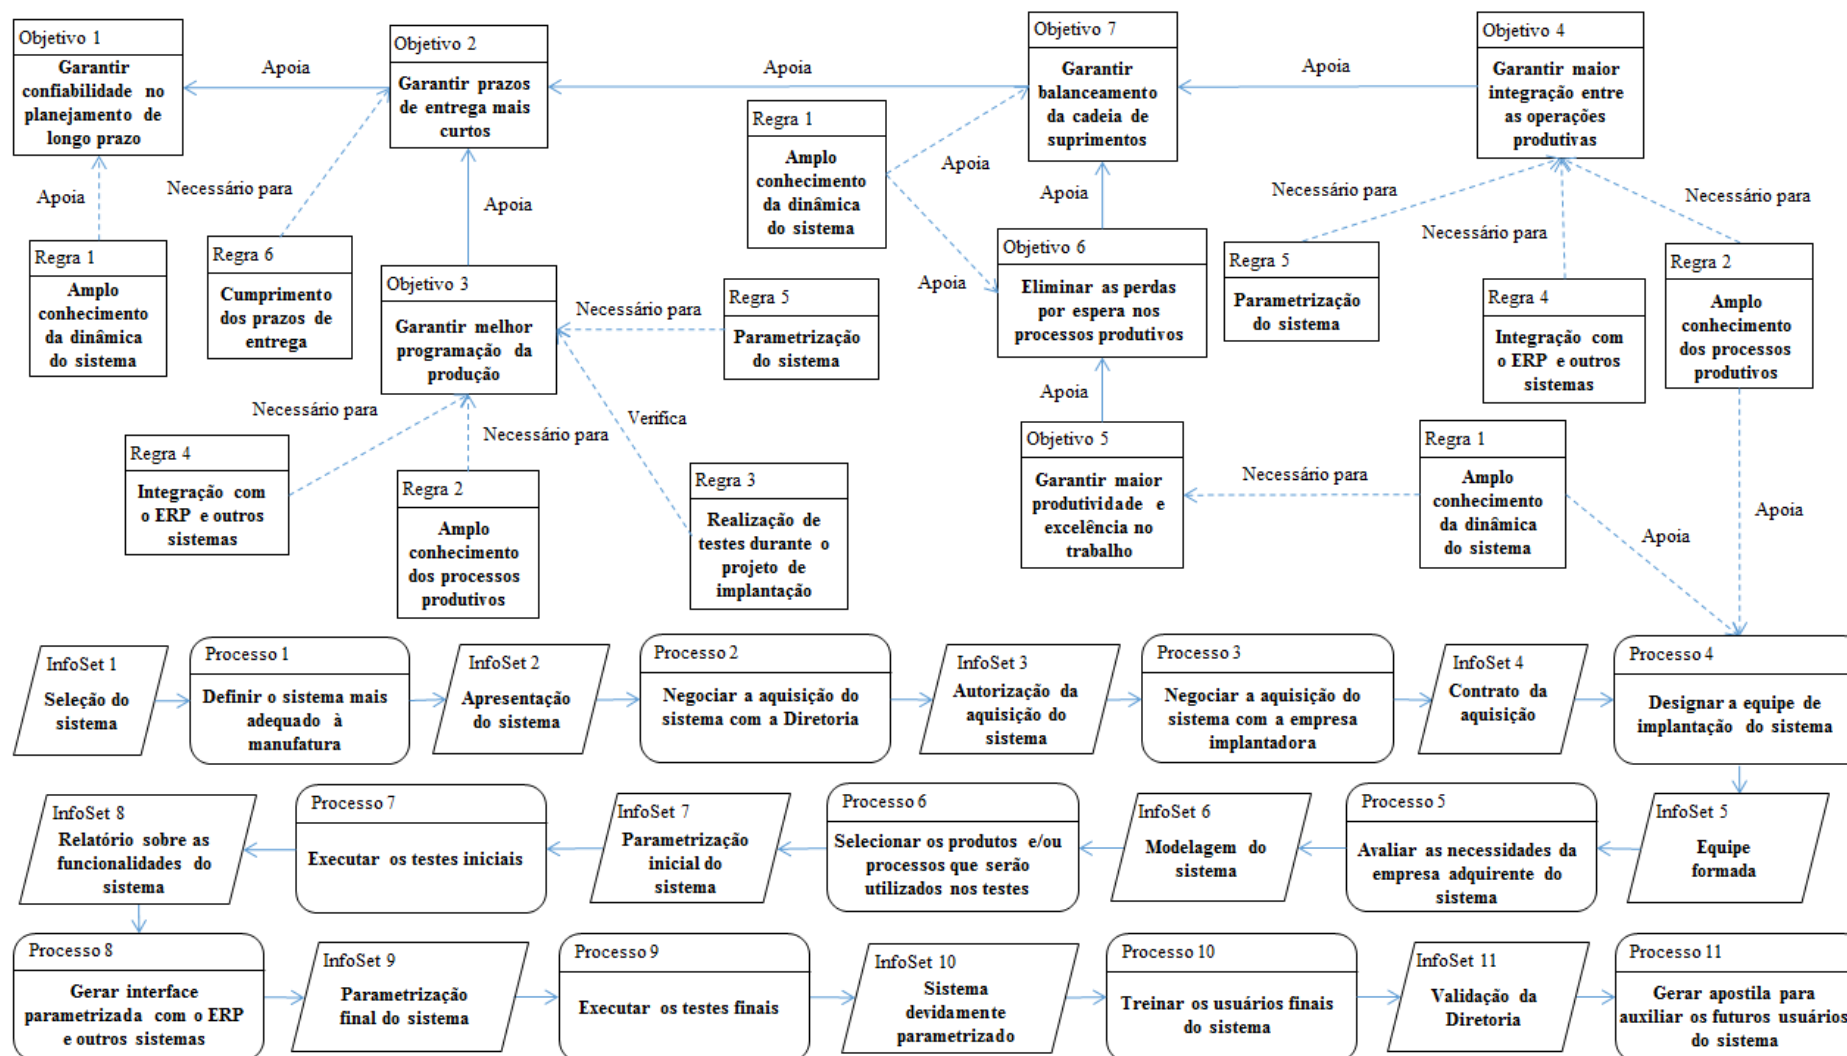 Objetivo 1
Garantir
confiabilidade no
planejamento de
longo prazo
Apoia
Objetivo 2
Garantir prazos
de entrega mais
curtos
Apoia
Objetivo 7
Garantir
balanceamento
da cadeia de
suprimentos
Apoia
Objetivo 4
Garantir maior
integração entre
as operações
produtivas
Apoia
Regra 1
Amplo
conhecimento
da dinâmica
do sistema
Necessário para
Regra 6
Cumprimento
dos prazos de
entrega
Apoia
Objetivo 3
Garantir melhor
programação da
produção
Regra 1
Amplo
conhecimento
da dinâmica
do sistema
Apoia
Apoia
Apoia
Objetivo 6
Eliminar as perdas
por espera nos
processos produtivos
Necessário para
Regra 5
Parametrização
do sistema
Necessário para
Regra 5
Parametrização
do sistema
Necessário para
Regra 4
Integração com
o ERP e outros
sistemas
Necessário para
Regra 2
Amplo
conhecimento
dos processos
produtivos
Necessário para
Regra 4
Integração com
o ERP e outros
sistemas
Necessário para
Regra 2
Amplo
conhecimento
dos processos
produtivos
Verifica
Regra 3
Realização de
testes durante o
projeto de
implantação
Apoia
Objetivo 5
Garantir maior
produtividade e
excelência no
trabalho
Necessário para
Regra 1
Amplo
conhecimento
da dinâmica
do sistema
Apoia
Apoia
InfoSet 1
Seleção do
sistema
Processo 1
Definir o sistema mais
adequado à
manufatura
InfoSet 2
Apresentação
do sistema
Processo 2
Negociar a aquisição do
sistema com a Diretoria
InfoSet 3
Autorização da
aquisição do
sistema
Processo 3
Negociar a aquisição do
sistema com a empresa
implantadora
InfoSet 4
Contrato da
aquisição
Processo 4
Designar a equipe de
implantação do sistema
InfoSet 8
Relatório sobre as
funcionalidades do
sistema
Processo 7
Executar os testes iniciais
InfoSet 7
Parametrização
inicial do
sistema
Processo 6
Selecionar os produtos e/ou
processos que serão
utilizados nos testes
InfoSet 6
Modelagem do
sistema
Processo 5
Avaliar as necessidades da
empresa adquirente do
sistema
InfoSet 5
Equipe
formada
Processo 8
Gerar interface
parametrizada com o ERP
e outros sistemas
InfoSet 9
Parametrização
final do sistema
Processo 9
Executar os testes finais
InfoSet 10
Sistema
devidamente
parametrizado
Processo 10
Treinar os usuários finais
do sistema
InfoSet 11
Validação da
Diretoria
Processo 11
Gerar apostila para
auxiliar os futuros usuários
do sistema